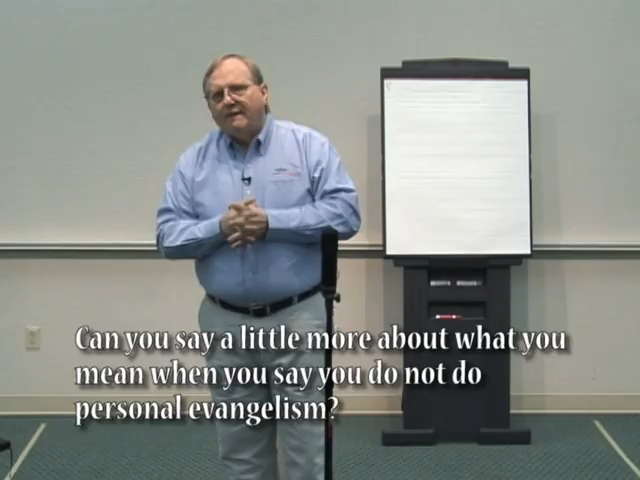 Can you say a little more about what you
mean when you say you do not do
personal evangelism?